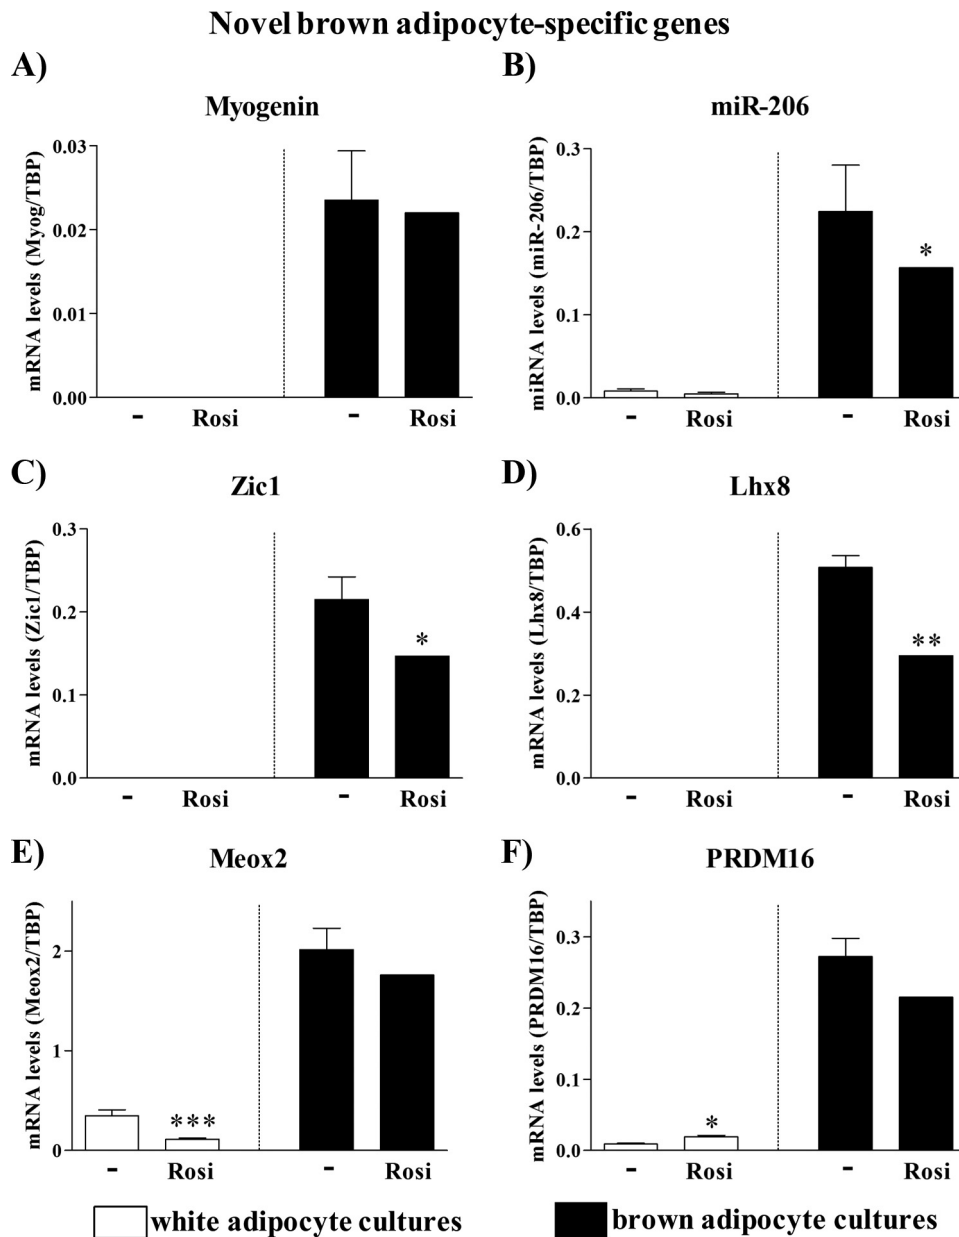 Novel brown adipocyte-specific genes
A)
Myogenin
mRNA levels (Myog/TBP)
0.03
0.02
0.01
0.00
- Rosi - Rosi
B)
miR-206
miRNA levels (miR-206/TBP)
0.3
0.2
0.1
0.0
*
- Rosi - Rosi
C)
Zic1
mRNA levels (Zic1/TBP)
0.3
0.2
0.1
0.0
*
- Rosi - Rosi
D)
Lhx8
mRNA levels (Lhx8/TBP)
0.6
0.4
0.2
0.0
**
- Rosi - Rosi
E)
Meox2
mRNA levels (Meox2/TBP)
2
1
0
***
- Rosi - Rosi
F)
PRDM16
mRNA levels (PRDM16/TBP)
0.3
0.2
0.1
0.0
*
- Rosi - Rosi
white adipocyte cultures
brown adipocyte cultures